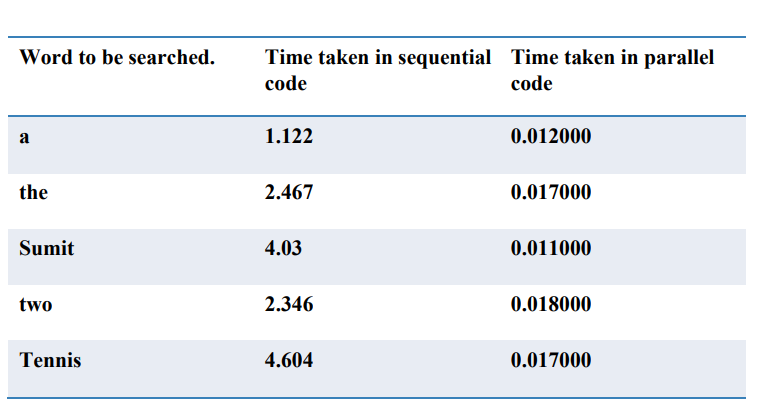 Word to be searched. Time taken in sequential code Time taken in parallel code
a 1.122 0.012000
the 2.467 0.017000
Sumit 4.03 0.011000
two 2.346 0.018000
Tennis 4.604 0.017000